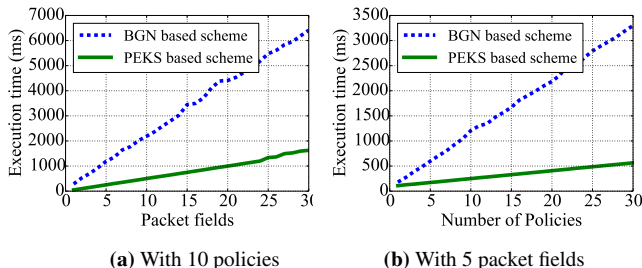 7000
6000
5000
4000
3000
2000
1000
0
Execution time (ms)
BGN based scheme
PEKS based scheme
0 5 10 15 20 25 30
Packet fields
(a) With 10 policies
3500
3000
2500
2000
1500
1000
500
0
Execution time (ms)
BGN based scheme
PEKS based scheme
0 5 10 15 20 25 30
Number of Policies
(b) With 5 packet fields